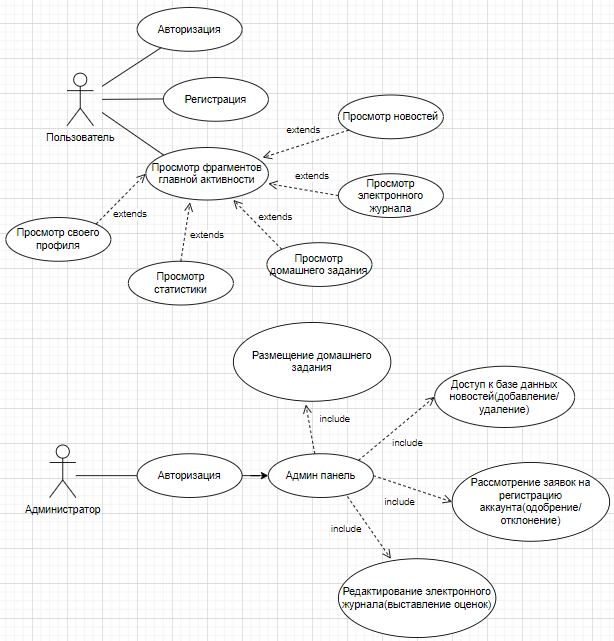 Авторизация
Регистрация
Пользователь
Просмотр новостей
extends
Просмотр фрагментов
главной активности
extends
Просмотр
электронного
журнала
extends
extends
extends
Просмотр своего
профиля
Просмотр
домашнего задания
Просмотр
статистики
Размещение домашнего
задания
Доступ к базе данных
новостей(добавление/
удаление)
include
include
Администратор
Авторизация
Админ панель
Рассмотрение заявок на
регистрацию
аккаунта(одобрение/
отклонение)
include
include
Редактирование электронного
журнала(выставление оценок)